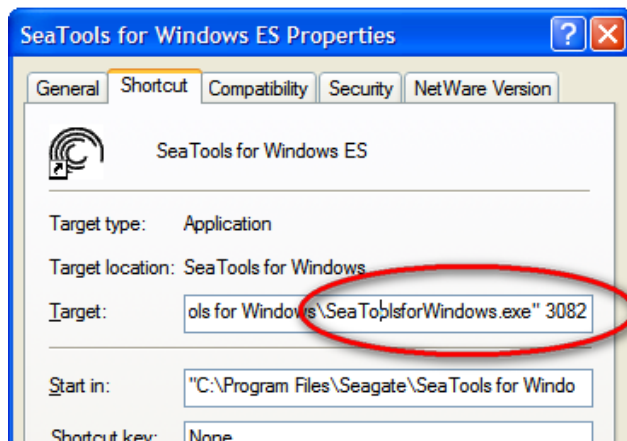 SeaTools for Windows ES Properties
General Shortcut Compatibility Security NetWare Version
SeaTools for Windows ES
Target type: Application
Target location: SeaTools for Windows
Target: ols for Windows\SeaToolsforWindows.exe" 3082
Start in: "C:\Program Files\Seagate\SeaTools for Windo
Shortcut key: None